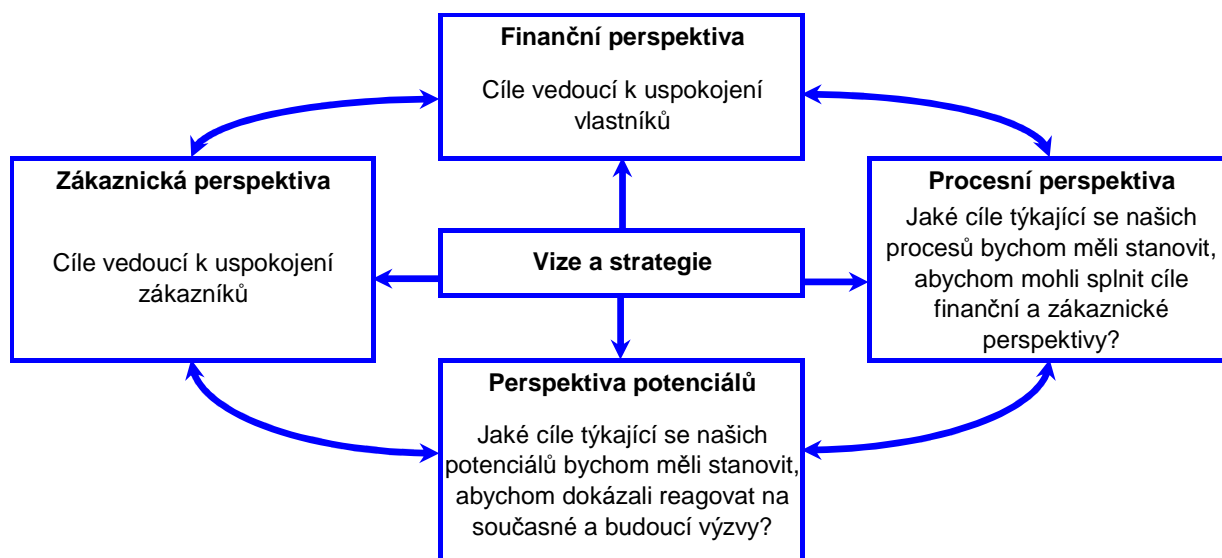 Finanční perspektiva
Cíle vedoucí k uspokojení
vlastníků
Zákaznická perspektiva
Cíle vedoucí k uspokojení
zákazníků
Vize a strategie
Procesní perspektiva
Jaké cíle týkající se našich
procesů bychom měli stanovit,
abychom mohli splnit cíle
finanční a zákaznické
perspektivy?
Perspektiva potenciálů
Jaké cíle týkající se našich
potenciálů bychom měli stanovit,
abychom dokázali reagovat na
současné a budoucí výzvy?